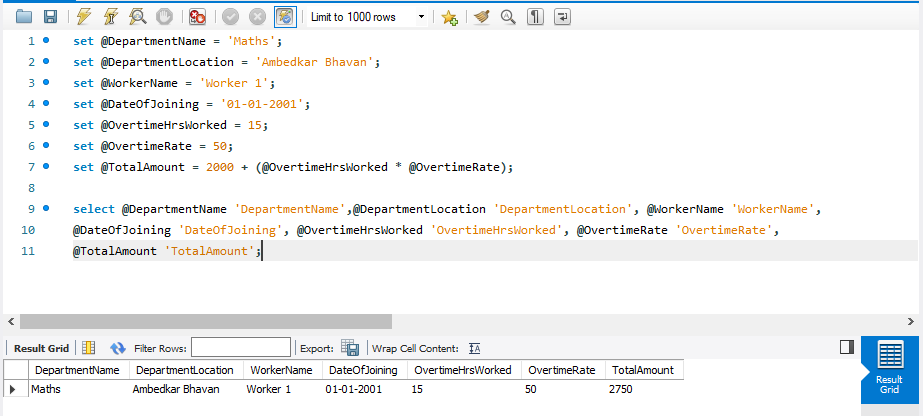 Limit to 1000 rows
1 set @DepartmentName = 'Maths';
2 set @DepartmentLocation = 'Ambedkar Bhavan';
3 set @WorkerName = 'Worker 1';
4 set @DateOfJoining = '01-01-2001';
5 set @OvertimeHrsWorked = 15;
6 set @OvertimeRate = 50;
7 set @TotalAmount = 2000 + (@OvertimeHrsWorked * @OvertimeRate);
8
9 select @DepartmentName 'DepartmentName',@DepartmentLocation 'DepartmentLocation', @WorkerName 'WorkerName',
10 @DateOfJoining 'DateOfJoining', @OvertimeHrsWorked 'OvertimeHrsWorked', @OvertimeRate 'OvertimeRate',
11 @TotalAmount 'TotalAmount';
Result Grid Filter Rows: Export: Wrap Cell Content: IA
DepartmentName DepartmentLocation WorkerName DateOfJoining OvertimeHrsWorked OvertimeRate TotalAmount
Maths Ambedkar Bhavan Worker 1 01-01-2001 15 50 2750
Result
Grid